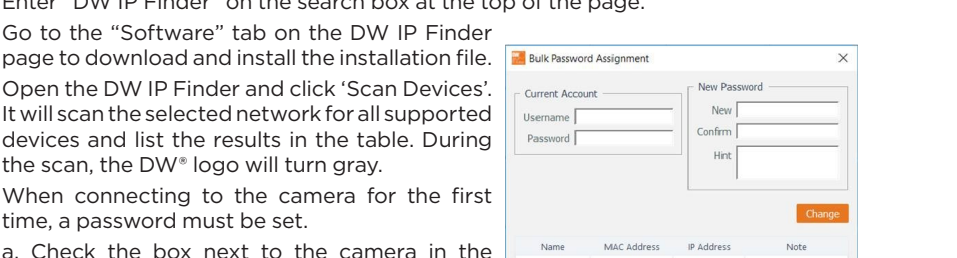 Enter "DW IP Finder" on the search box at the top of the page.
Go to the “Software” tab on the DW IP Finder
page to download and install the installation file.
Open the DW IP Finder and click ‘Scan Devices’.
It will scan the selected network for all supported
devices and list the results in the table. During
the scan, the DW® logo will turn gray.
When connecting to the camera for the first
time, a password must be set.
a. Check the box next to the camera in the
Bulk Password Assignment
Current Account
Username
Password
New Password
New
Confirm
Hint
Change
Name MAC Address IP Address Note